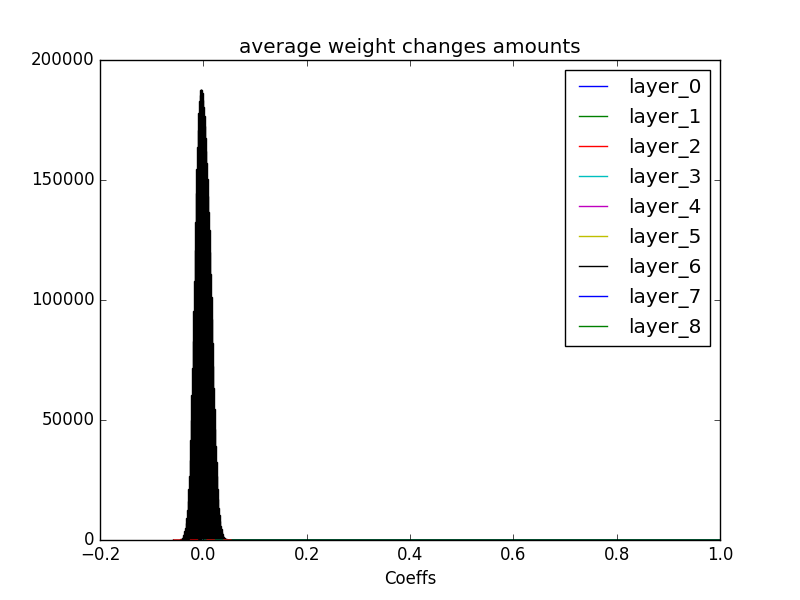 average weight changes amounts
200000
150000
100000
50000
0
−0.2 0.0 0.2 0.4 0.6 0.8 1.0
Coeffs
layer_0
layer_1
layer_2
layer_3
layer_4
layer_5
layer_6
layer_7
layer_8